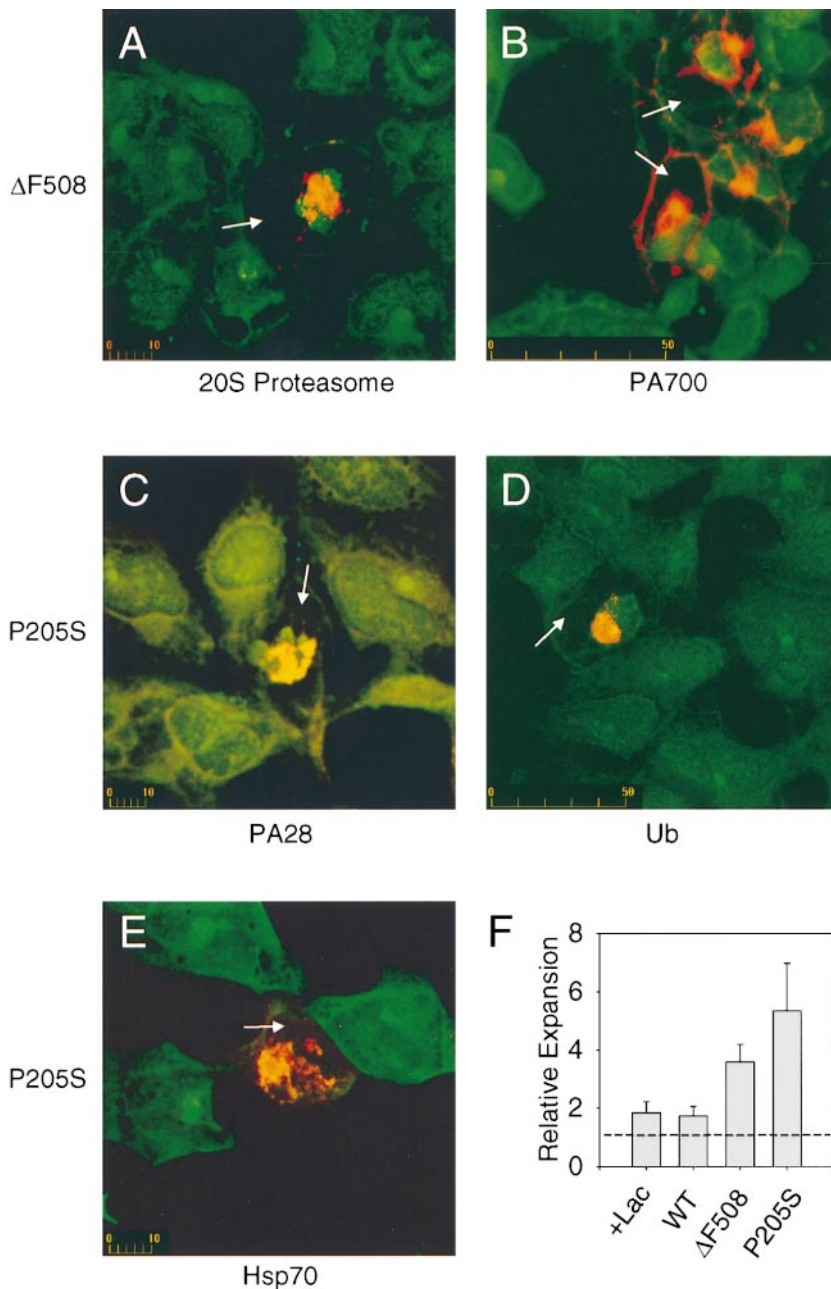 A
B
ΔF508
0 10
0 50
20S Proteasome
PA700
C
D
P205S
0 10
0 50
PA28
Ub
E
F
P205S
0 10
Hsp70
Relative Expansion
8
6
4
2
0
+Lac
WT
ΔF508
P205S